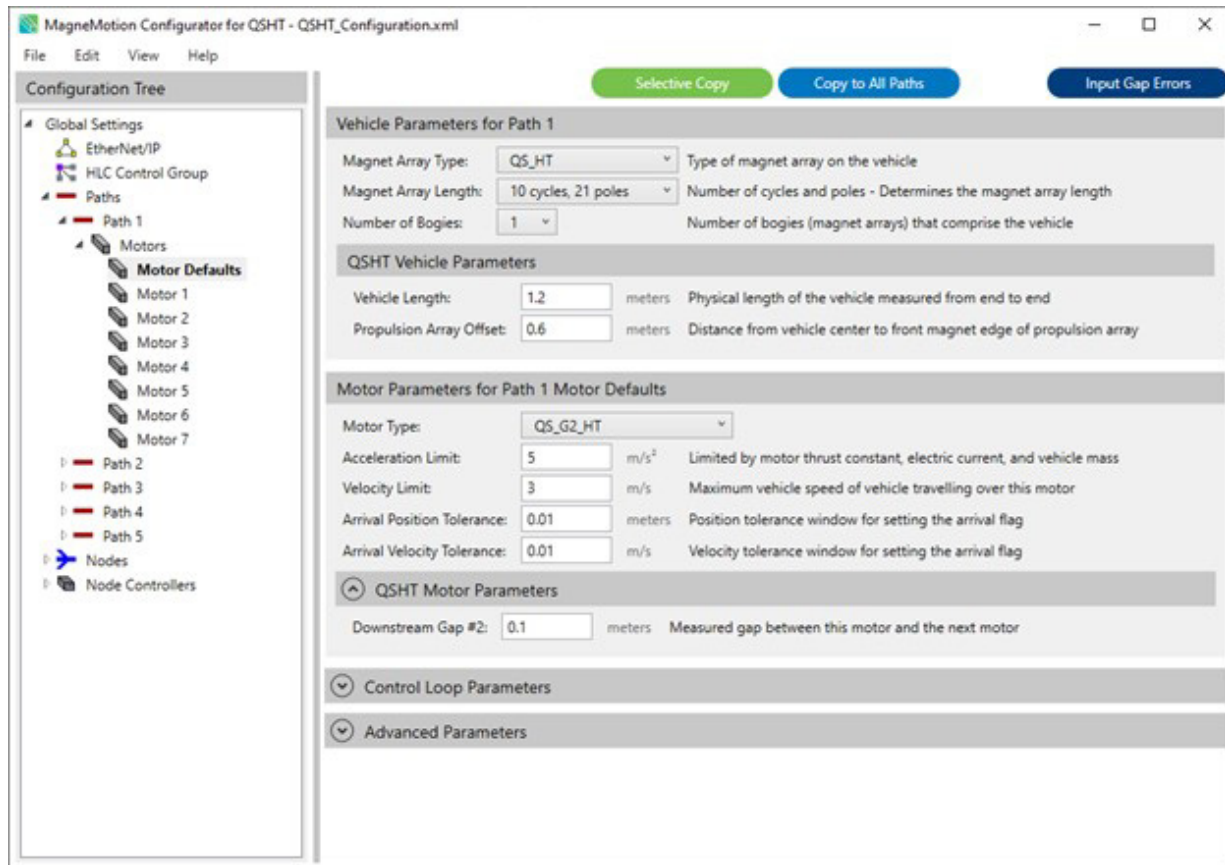 MagneMotion Configurator for QSHT - QSHT_Configuration.xml
File Edit View Help
Configuration Tree
Global Settings
EtherNet/IP
HLC Control Group
Paths
Path 1
Motors
Motor Defaults
Motor 1
Motor 2
Motor 3
Motor 4
Motor 5
Motor 6
Motor 7
Path 2
Path 3
Path 4
Path 5
Nodes
Node Controllers
Selective Copy Copy to All Paths Input Gap Errors
Vehicle Parameters for Path 1
Magnet Array Type: QS_HT Type of magnet array on the vehicle
Magnet Array Length: 10 cycles, 21 poles Number of cycles and poles - Determines the magnet array length
Number of Bogies: 1 Number of bogies (magnet arrays) that comprise the vehicle
QSHT Vehicle Parameters
Vehicle Length: 1.2 meters Physical length of the vehicle measured from end to end
Propulsion Array Offset: 0.6 meters Distance from vehicle center to front magnet edge of propulsion array
Motor Parameters for Path 1 Motor Defaults
Motor Type: QS_G2_HT
Acceleration Limit: 5 m/s² Limited by motor thrust constant, electric current, and vehicle mass
Velocity Limit: 3 m/s Maximum vehicle speed of vehicle travelling over this motor
Arrival Position Tolerance: 0.01 meters Position tolerance window for setting the arrival flag
Arrival Velocity Tolerance: 0.01 m/s Velocity tolerance window for setting the arrival flag
QSHT Motor Parameters
Downstream Gap #2: 0.1 meters Measured gap between this motor and the next motor
Control Loop Parameters
Advanced Parameters